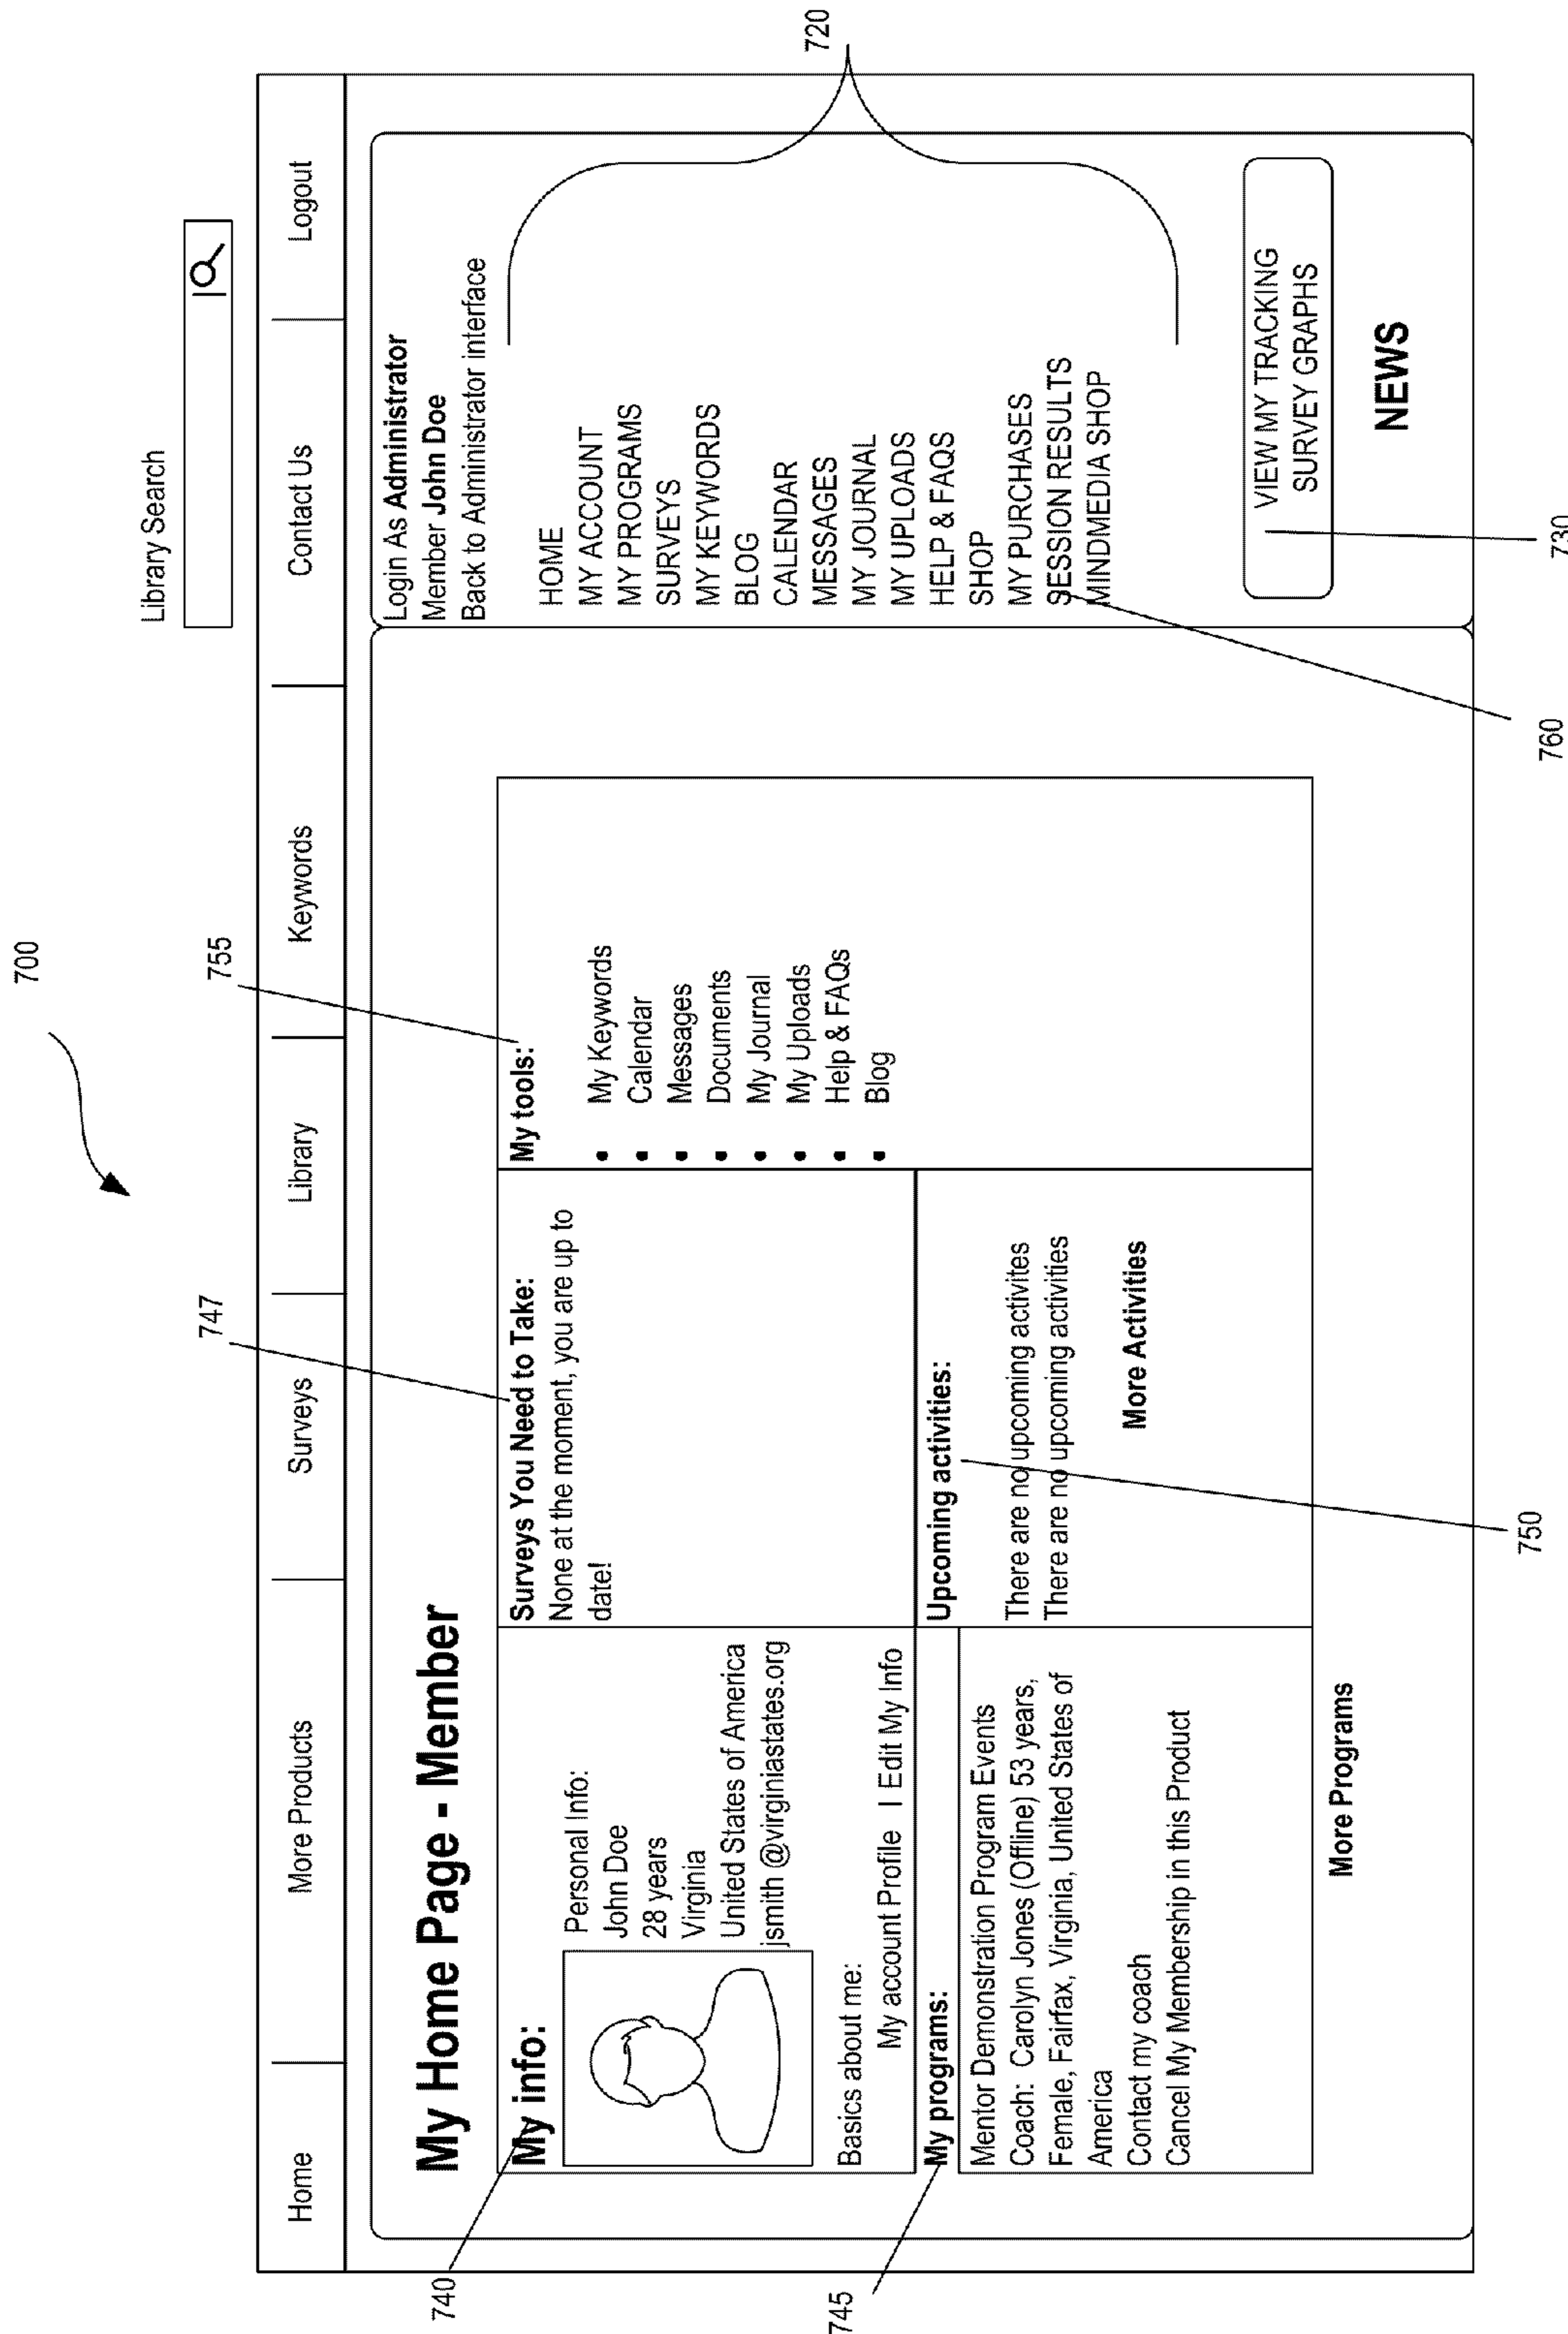 700
Library Search
Home
More Products
Surveys
Library
Keywords
Contact Us
Logout
747
755
My Home Page - Member
740
My info:
Personal Info:
John Doe
28 years
Virginia
United States of America
jsmith @virginiastates.org
Basics about me:
My account Profile | Edit My Info
745
My programs:
Mentor Demonstration Program Events
Coach: Carolyn Jones (Offline) 53 years,
Female, Fairfax, Virginia, United States of
America
Contact my coach
Cancel My Membership in this Product
More Programs
Surveys You Need to Take:
None at the moment, you are up to
date!
Upcoming activities:
There are no upcoming activites
There are no upcoming activities
More Activities
750
My tools:
• My Keywords
• Calendar
• Messages
• Documents
• My Journal
• My Uploads
• Help & FAQs
• Blog
Login As Administrator
Member John Doe
Back to Administrator interface
HOME
MY ACCOUNT
MY PROGRAMS
SURVEYS
MY KEYWORDS
BLOG
CALENDAR
MESSAGES
MY JOURNAL
MY UPLOADS
HELP & FAQS
SHOP
MY PURCHASES
SESSION RESULTS
MINDMEDIA SHOP
720
VIEW MY TRACKING
SURVEY GRAPHS
NEWS
760
730